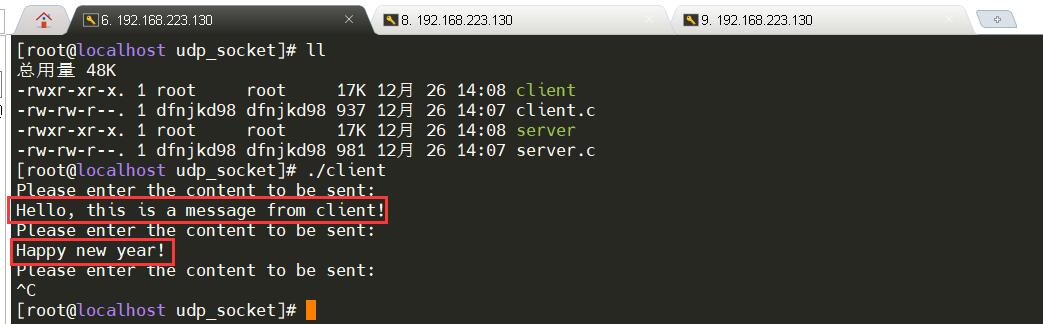 6. 192.168.223.130
8. 192.168.223.130
9. 192.168.223.130
[root@localhost udp_socket]# ll
总用量 48K
-rwxr-xr-x. 1 root     root      17K 12月 26 14:08 client
-rw-rw-r--. 1 dfnjkd98 dfnjkd98 937 12月 26 14:07 client.c
-rwxr-xr-x. 1 root     root      17K 12月 26 14:08 server
-rw-rw-r--. 1 dfnjkd98 dfnjkd98 981 12月 26 14:07 server.c
[root@localhost udp_socket]# ./client
Please enter the content to be sent:
Hello, this is a message from client!
Please enter the content to be sent:
Happy new year!
Please enter the content to be sent:
^C
[root@localhost udp_socket]#